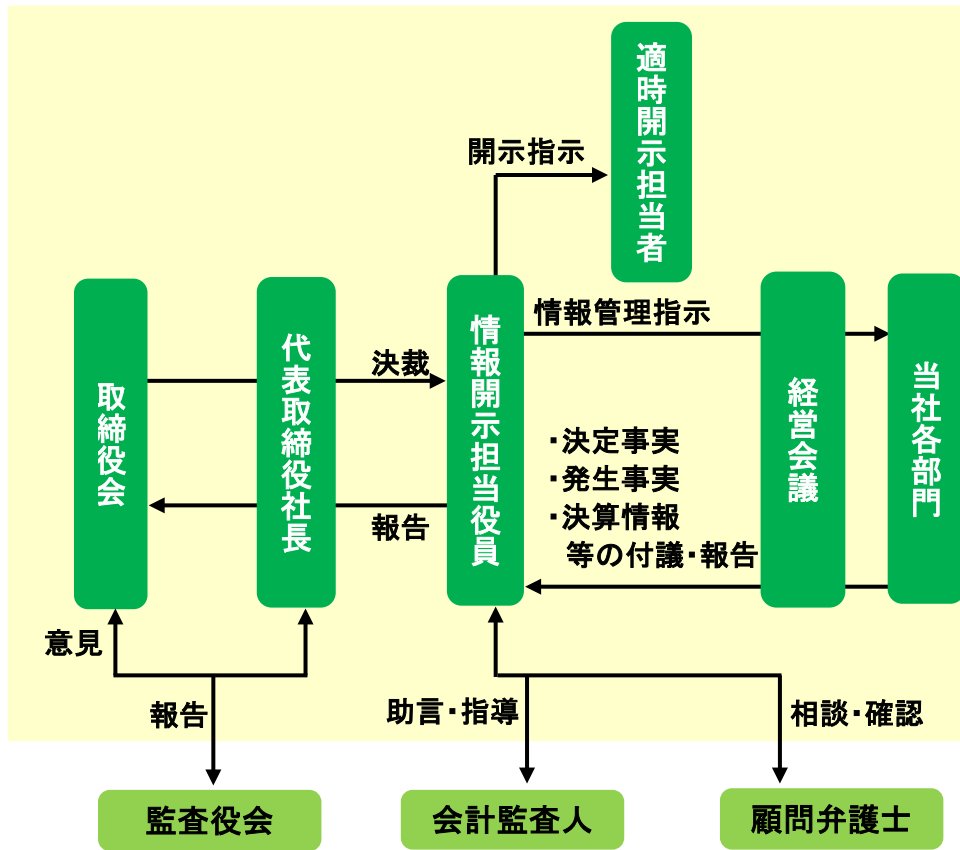 適時開示担当者
開示指示
取締役会
代表取締役社長
決裁
報告
情報開示担当役員
情報管理指示
・決定事実
・発生事実
・決算情報
等の付議・報告
経営会議
当社各部門
意見
報告
助言・指導
相談・確認
監査役会
会計監査人
顧問弁護士